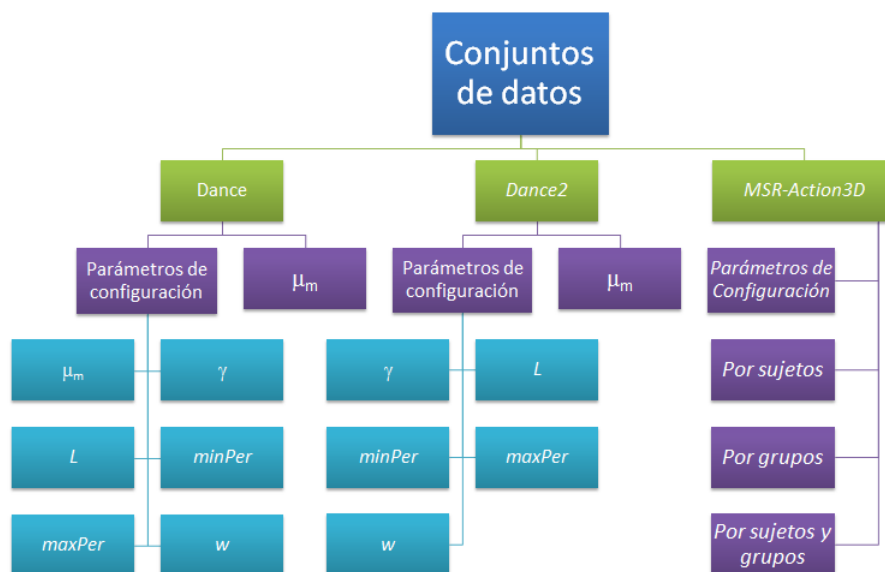 Conjuntos
de datos
Dance
Dance2
MSR-Action3D
Parámetros de
configuración
μm
Parámetros de
configuración
μm
Parámetros de
Configuración
μm
γ
γ
L
Por sujetos
L
minPer
minPer
maxPer
Por grupos
maxPer
w
w
Por sujetos y
grupos